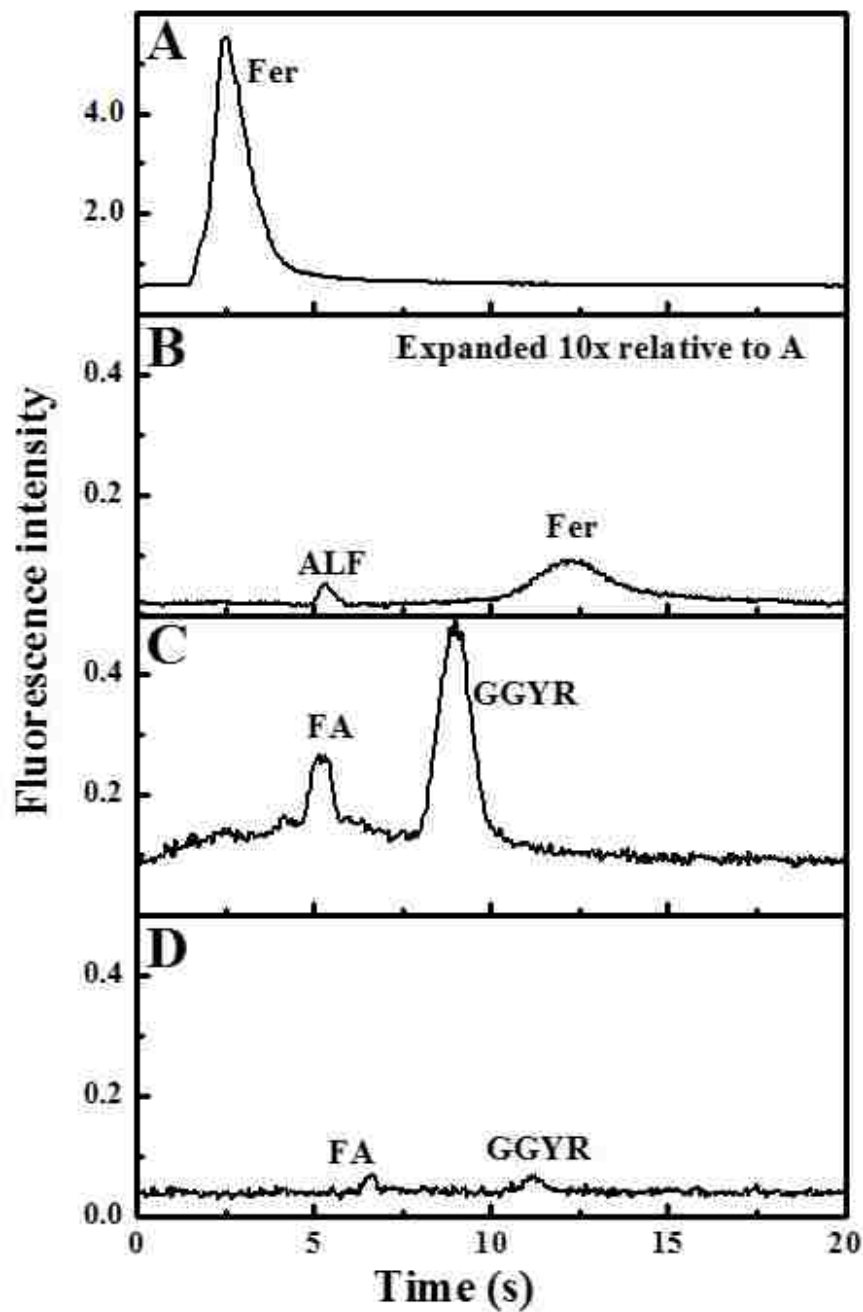 A
Fer
4.0
2.0
B
Expanded 10x relative to A
0.4
0.2
ALF
Fer
C
0.4
GGYR
FA
0.2
D
0.4
0.2
FA
GGYR
0.0
0
5
10
15
20
Time (s)
Fluorescence intensity